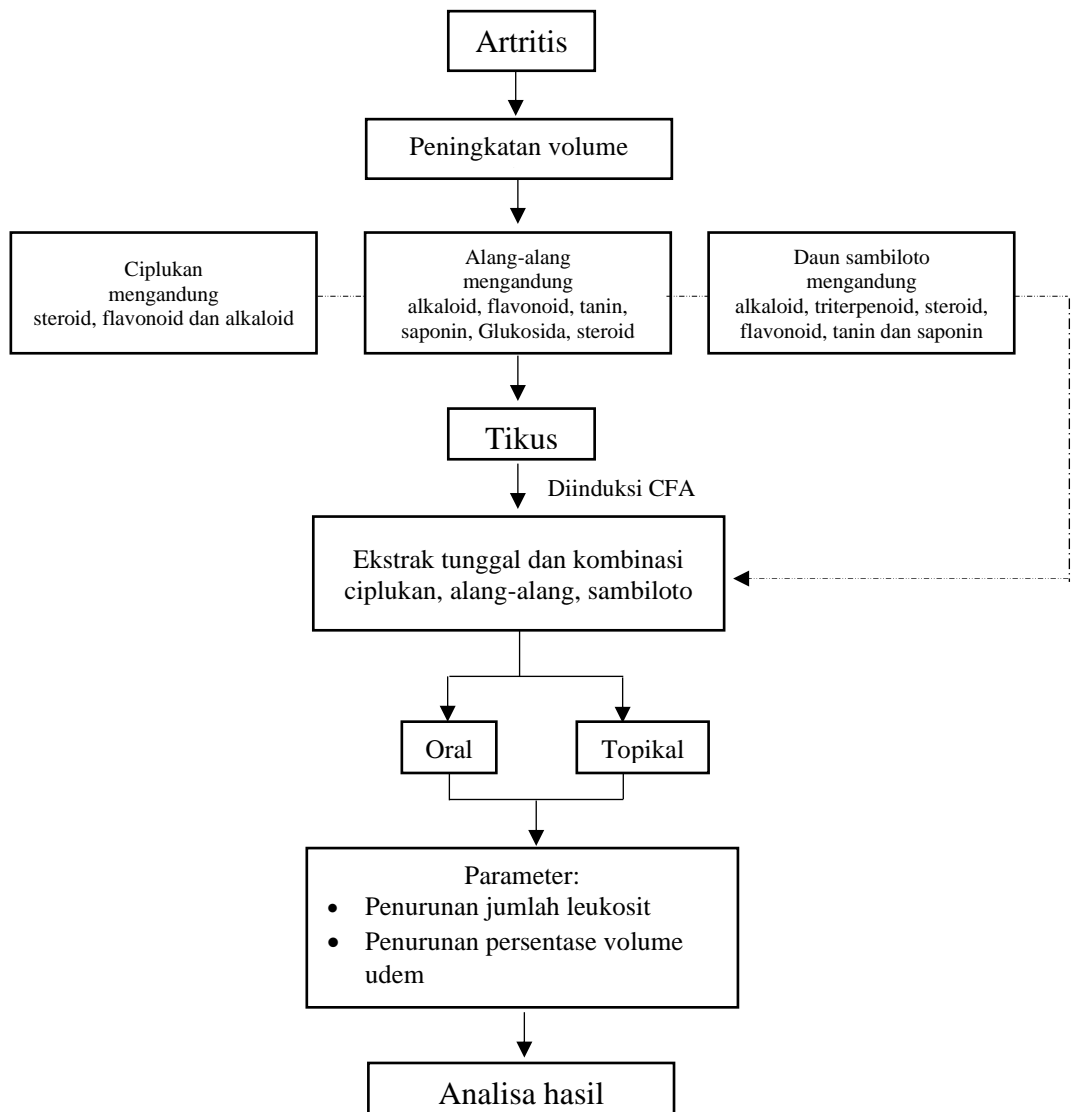 Artritis
Peningkatan volume
Ciplukan
mengandung
steroid, flavonoid dan alkaloid
Alang-alang
mengandung
alkaloid, flavonoid, tanin,
saponin, Glukosida, steroid
Daun sambiloto
mengandung
alkaloid, triterpenoid, steroid,
flavonoid, tanin dan saponin
Tikus
Diinduksi CFA
Ekstrak tunggal dan kombinasi
ciplukan, alang-alang, sambiloto
Oral
Topikal
Parameter:
• Penurunan jumlah leukosit
• Penurunan persentase volume
udem
Analisa hasil